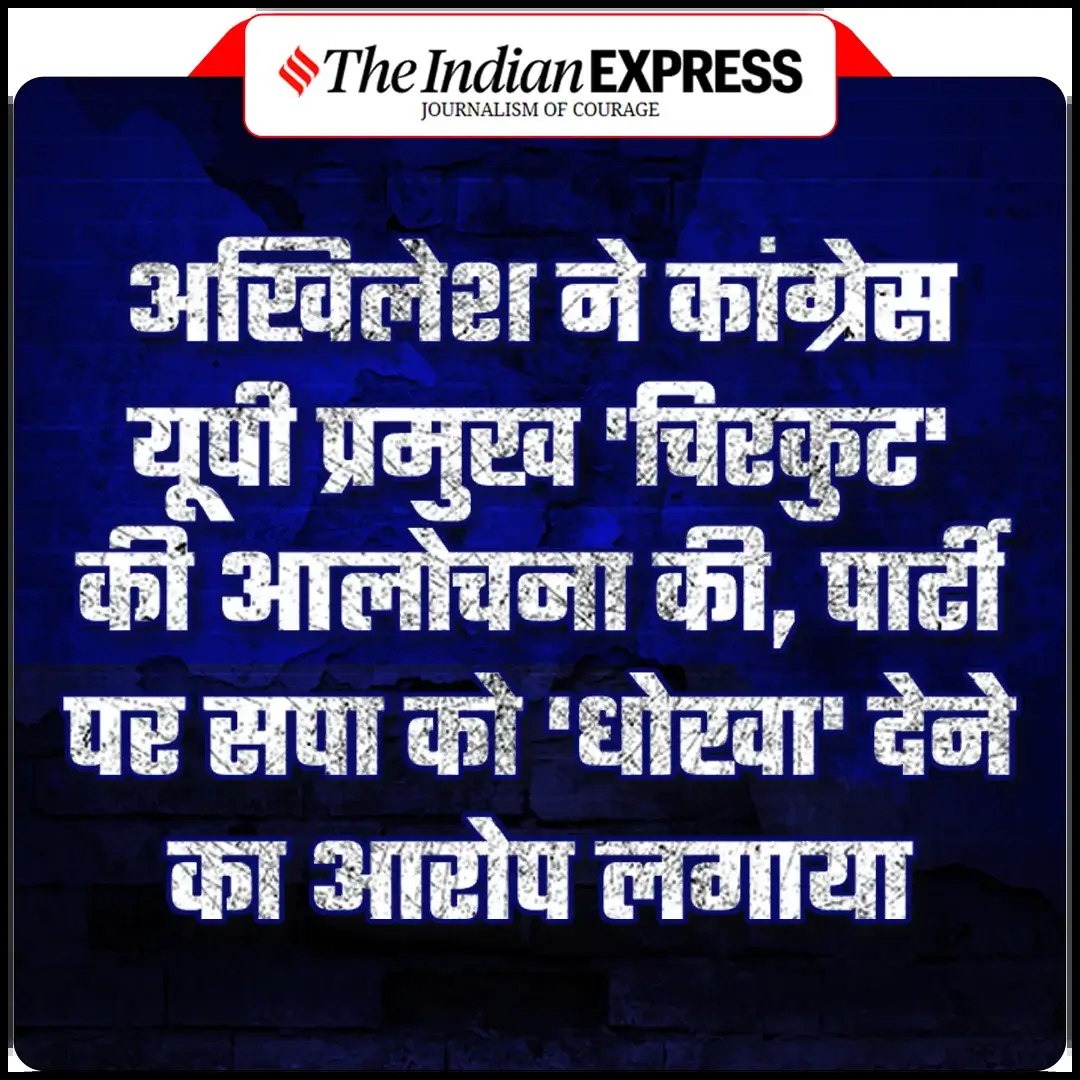 The Indian EXPRESS
JOURNALISM OF COURAGE
अखिलेश ने कांग्रेस
यूपी प्रमुख 'चिरकुट'
की आलोचना की, पार्टी
पर सपा को 'धोखा' देने
का आरोप लगाया